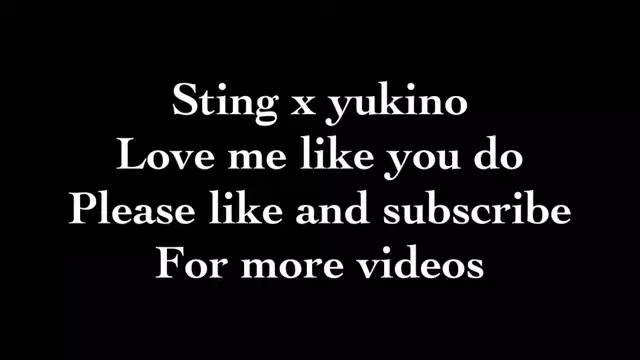 Sting x yukino
Love me like you do
Please like and subscribe
For more videos